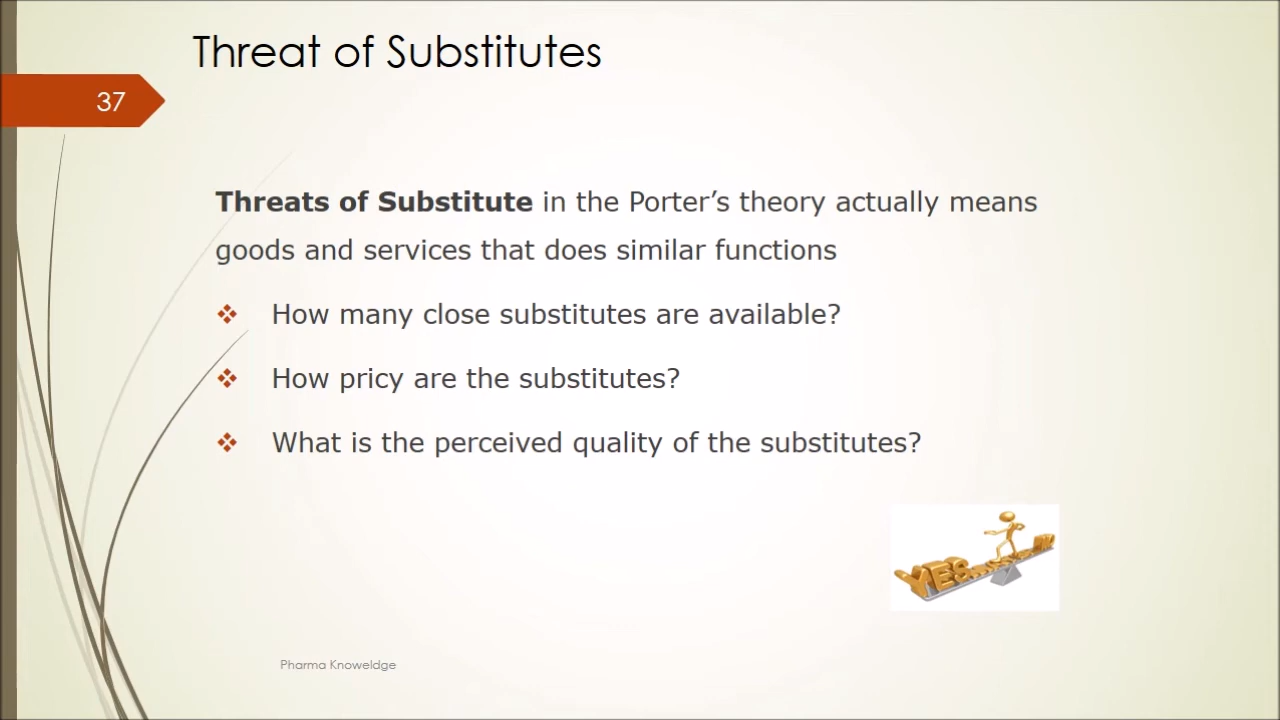 Threat of Substitutes
37
Threats of Substitute in the Porter’s theory actually means
goods and services that does similar functions
How many close substitutes are available?
How pricy are the substitutes?
What is the perceived quality of the substitutes?
YES
Pharma Knoweldge